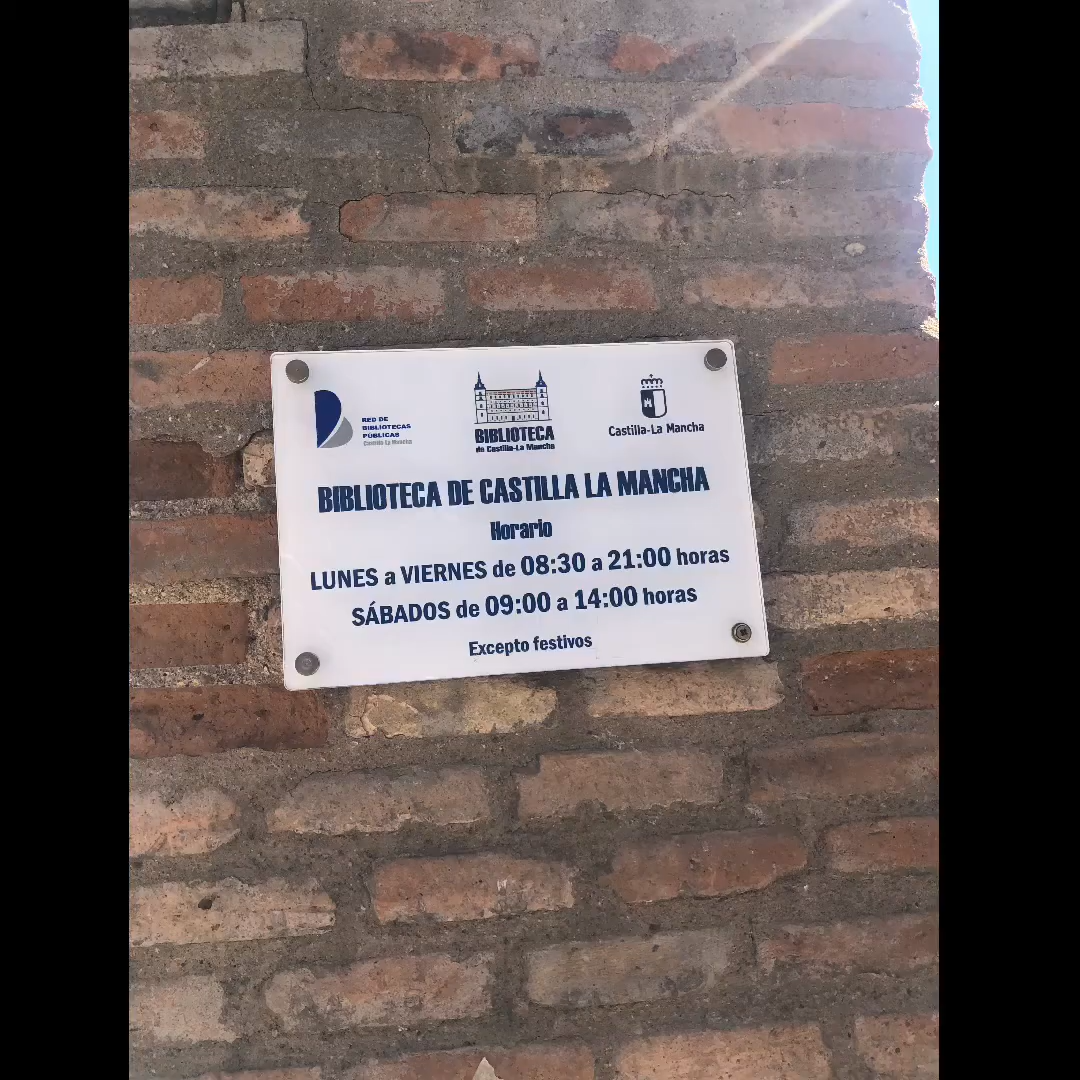 RED DE
BIBLIOTECAS
PÚBLICAS
Castilla-La Mancha
BIBLIOTECA
de Castilla-La Mancha
Castilla-La Mancha
BIBLIOTECA DE CASTILLA LA MANCHA
Horario
LUNES a VIERNES de 08:30 a 21:00 horas
SÁBADOS de 09:00 a 14:00 horas
Excepto festivos